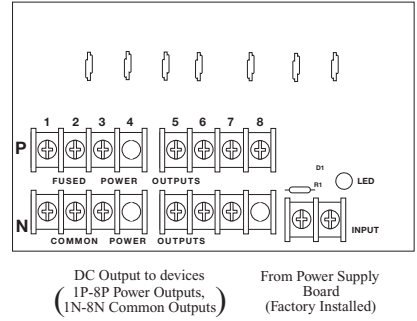 1 2 3 4 5 6 7 8
P
FUSED POWER OUTPUTS
D1
R1
LED
N
COMMON POWER OUTPUTS
INPUT
DC Output to devices
(1P-8P Power Outputs,
1N-8N Common Outputs)
From Power Supply
Board
(Factory Installed)